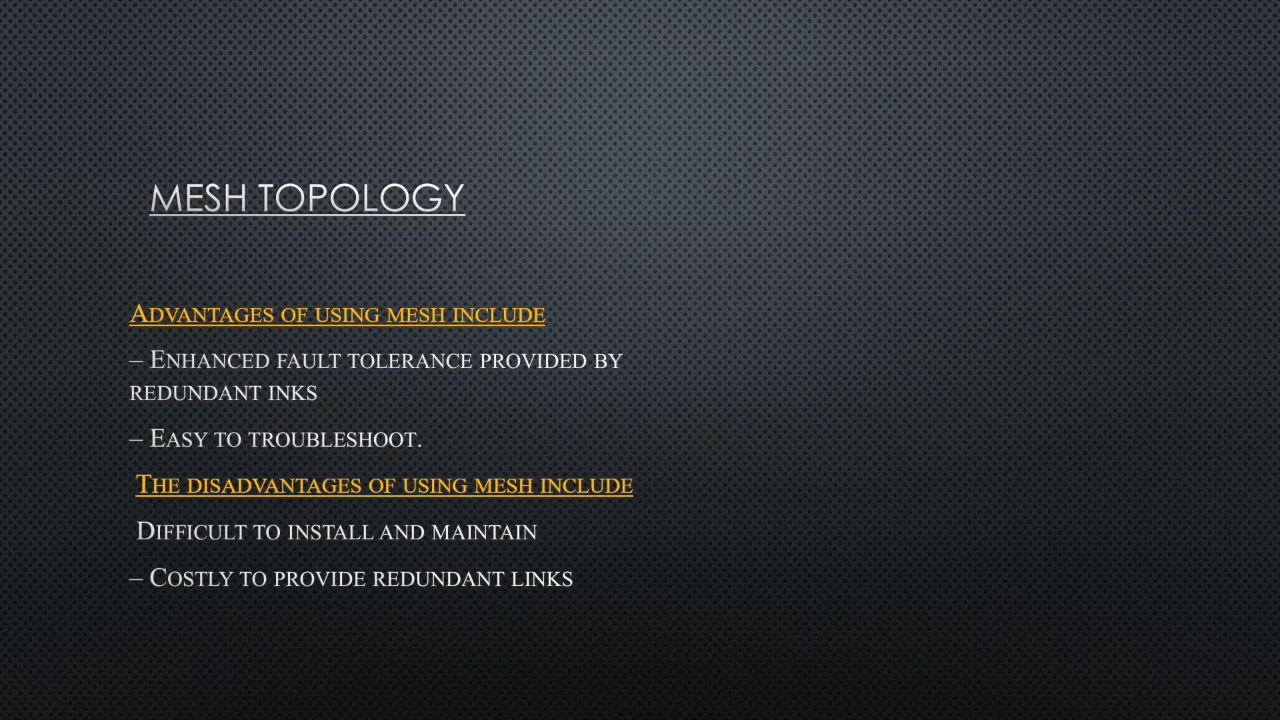 MESH TOPOLOGY
Advantages of using mesh include
– Enhanced fault tolerance provided by
redundant inks
– Easy to troubleshoot.
The disadvantages of using mesh include
Difficult to install and maintain
– Costly to provide redundant links